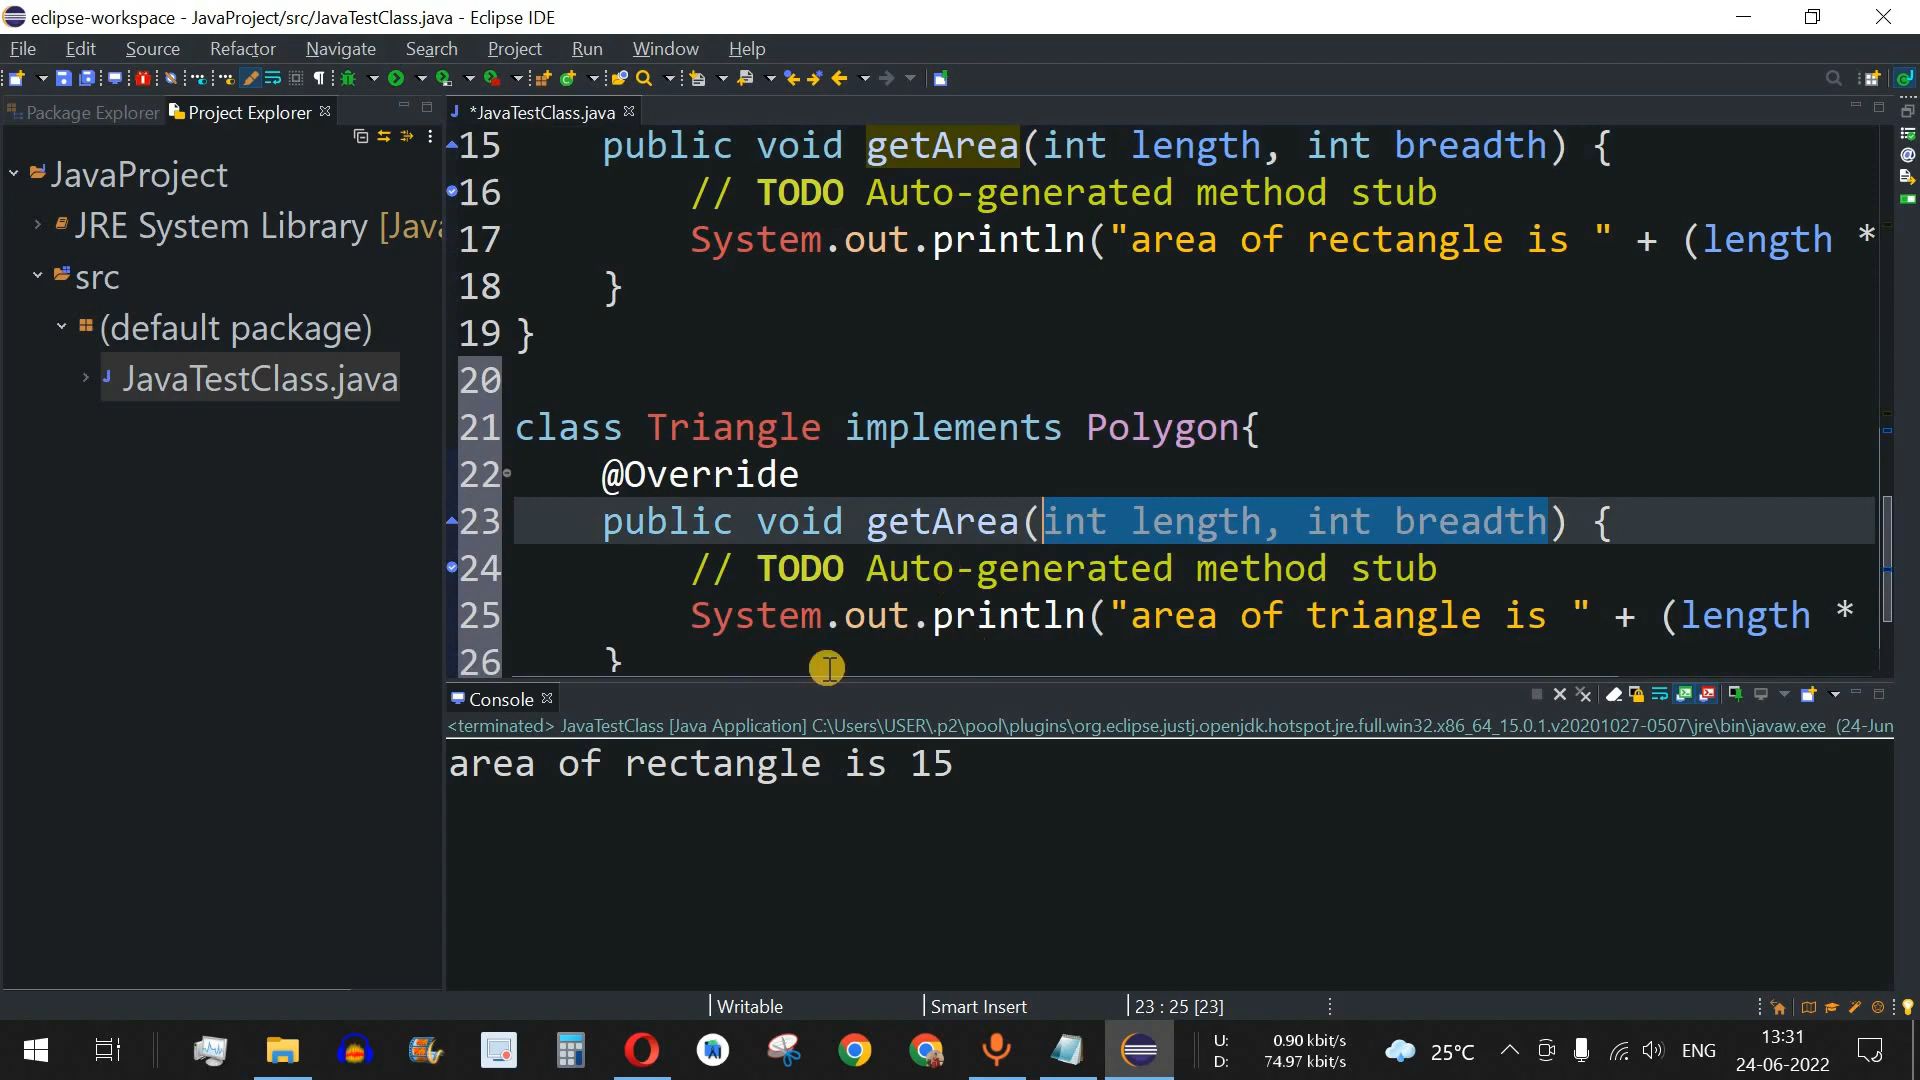 eclipse-workspace - JavaProject/src/JavaTestClass.java - Eclipse IDE
File Edit Source Refactor Navigate Search Project Run Window Help
Package Explorer Project Explorer
*JavaTestClass.java
JavaProject
JRE System Library [Java
src
(default package)
JavaTestClass.java
15 public void getArea(int length, int breadth) {
16 // TODO Auto-generated method stub
17 System.out.println("area of rectangle is " + (length *
18 }
19 }
20
21 class Triangle implements Polygon{
22 @Override
23 public void getArea(int length, int breadth) {
24 // TODO Auto-generated method stub
25 System.out.println("area of triangle is " + (length *
26 }
Console
<terminated> JavaTestClass [Java Application] C:\Users\USER\.p2\pool\plugins\org.eclipse.justj.openjdk.hotspot.jre.full.win32.x86_64_15.0.1.v20201027-0507\jre\bin\javaw.exe (24-Jun
area of rectangle is 15
Writable Smart Insert 23 : 25 [23]
U: 0.90 kbit/s
D: 74.97 kbit/s
25°C
ENG
13:31
24-06-2022